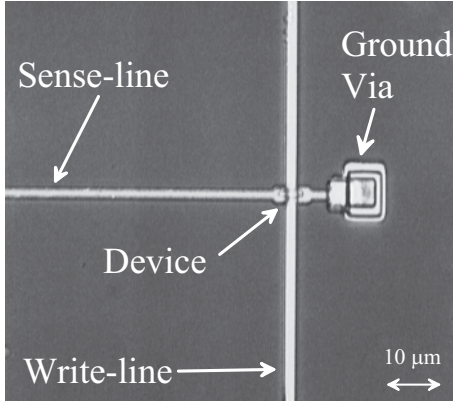 Ground
Via
Sense-line
Device
Write-line
10 μm